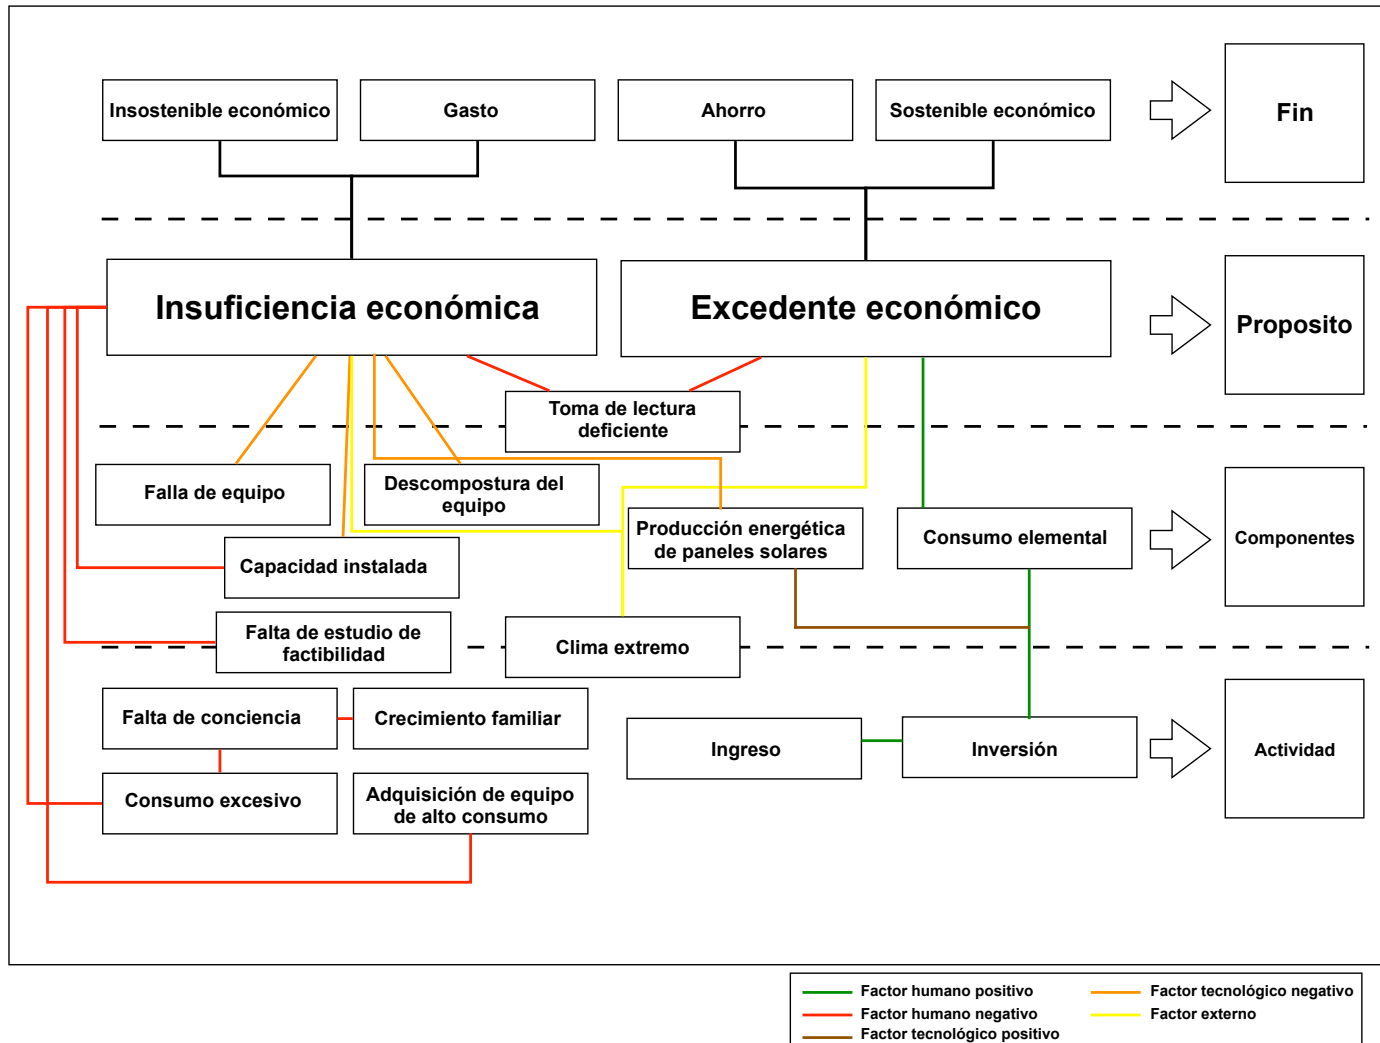 Insostenible económico
Gasto
Ahorro
Sostenible económico
Fin
Insuficiencia económica
Excedente económico
Proposito
Toma de lectura
deficiente
Falla de equipo
Descompostura del
equipo
Producción energética
de paneles solares
Consumo elemental
Componentes
Capacidad instalada
Falta de estudio de
factibilidad
Clima extremo
Falta de conciencia
Crecimiento familiar
Ingreso
Inversión
Actividad
Consumo excesivo
Adquisición de equipo
de alto consumo
Factor humano positivo
Factor tecnológico negativo
Factor humano negativo
Factor externo
Factor tecnológico positivo